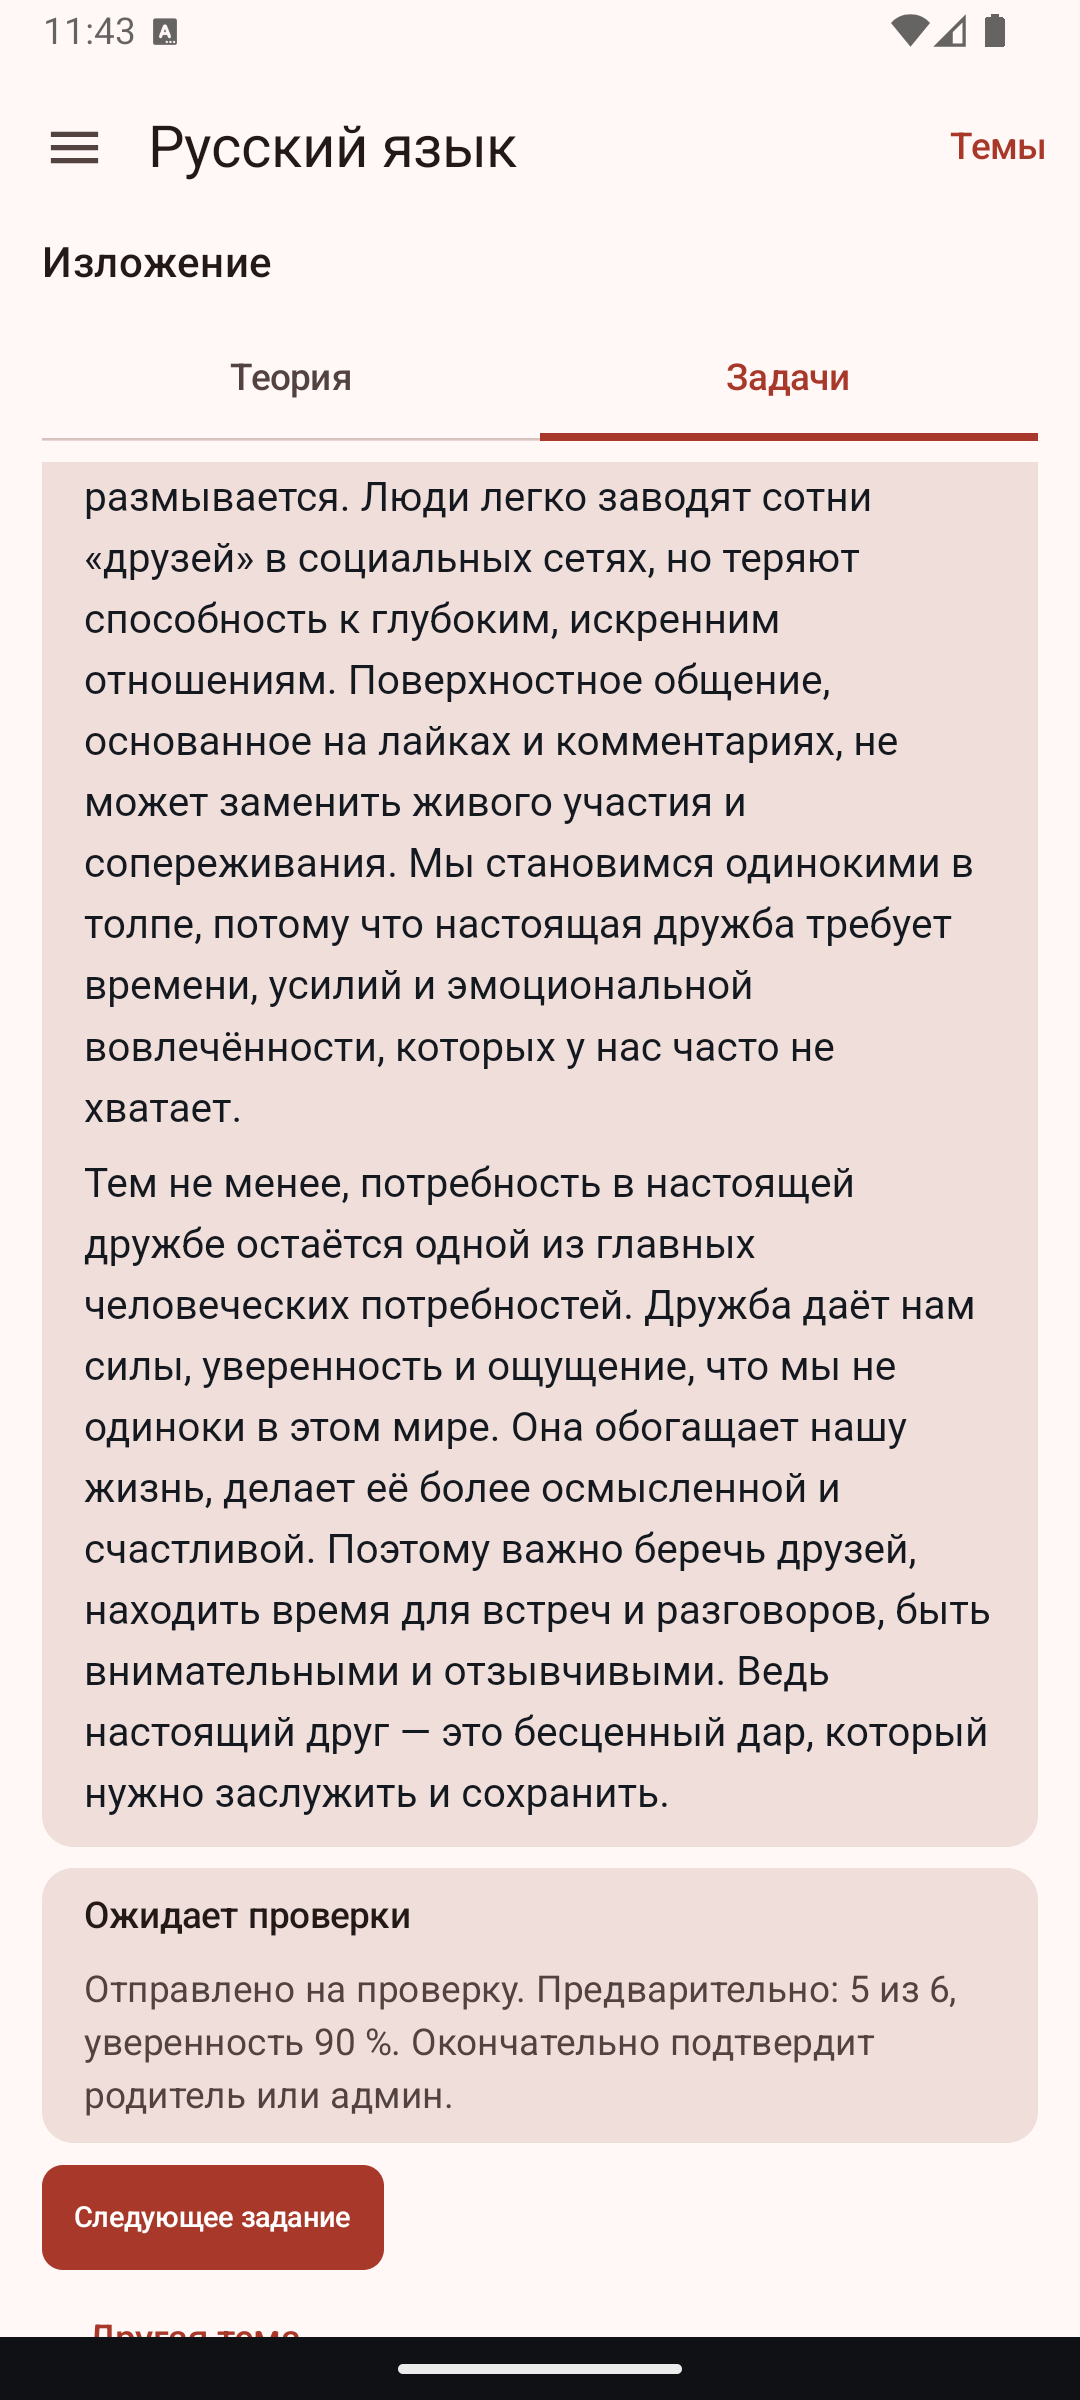 11:43
Русский язык
Темы
Изложение
Теория
Задачи
размывается. Люди легко заводят сотни
«друзей» в социальных сетях, но теряют
способность к глубоким, искренним
отношениям. Поверхностное общение,
основанное на лайках и комментариях, не
может заменить живого участия и
сопереживания. Мы становимся одинокими в
толпе, потому что настоящая дружба требует
времени, усилий и эмоциональной
вовлечённости, которых у нас часто не
хватает.
Тем не менее, потребность в настоящей
дружбе остаётся одной из главных
человеческих потребностей. Дружба даёт нам
силы, уверенность и ощущение, что мы не
одиноки в этом мире. Она обогащает нашу
жизнь, делает её более осмысленной и
счастливой. Поэтому важно беречь друзей,
находить время для встреч и разговоров, быть
внимательными и отзывчивыми. Ведь
настоящий друг — это бесценный дар, который
нужно заслужить и сохранить.
Ожидает проверки
Отправлено на проверку. Предварительно: 5 из 6,
уверенность 90 %. Окончательно подтвердит
родитель или админ.
Следующее задание
Другая тема